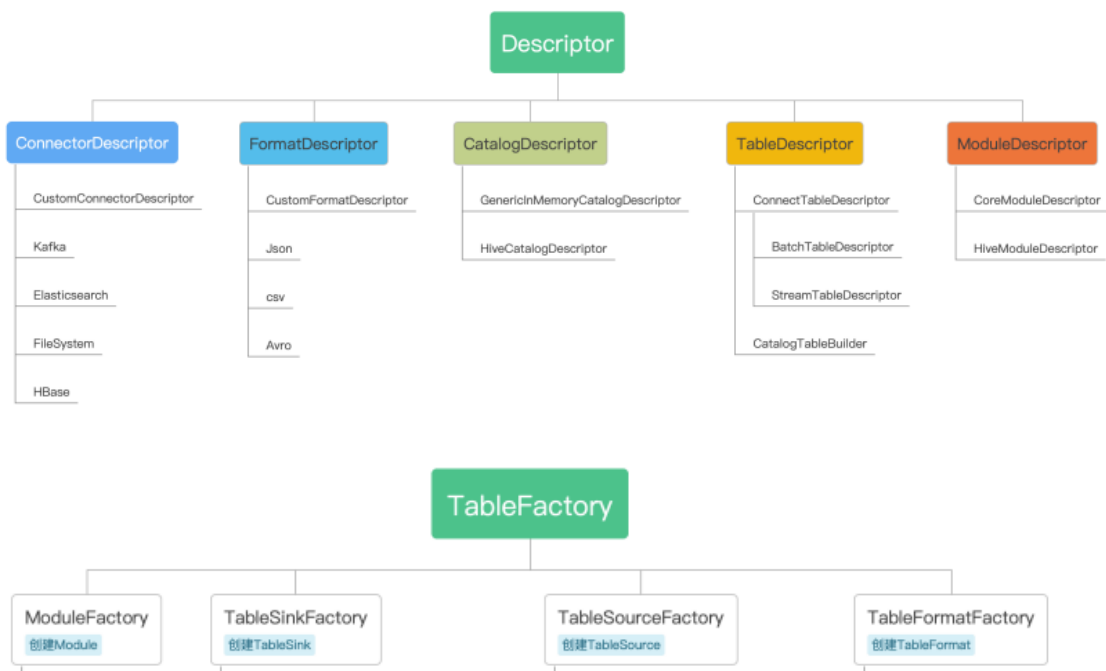 Descriptor
ConnectorDescriptor
CustomConnectorDescriptor
Kafka
Elasticsearch
FileSystem
HBase
FormatDescriptor
CustomFormatDescriptor
Json
csv
Avro
CatalogDescriptor
GenericInMemoryCatalogDescriptor
HiveCatalogDescriptor
TableDescriptor
ConnectTableDescriptor
BatchTableDescriptor
StreamTableDescriptor
CatalogTableBuilder
ModuleDescriptor
CoreModuleDescriptor
HiveModuleDescriptor
TableFactory
ModuleFactory
创建Module
TableSinkFactory
创建TableSink
TableSourceFactory
创建TableSource
TableFormatFactory
创建TableFormat